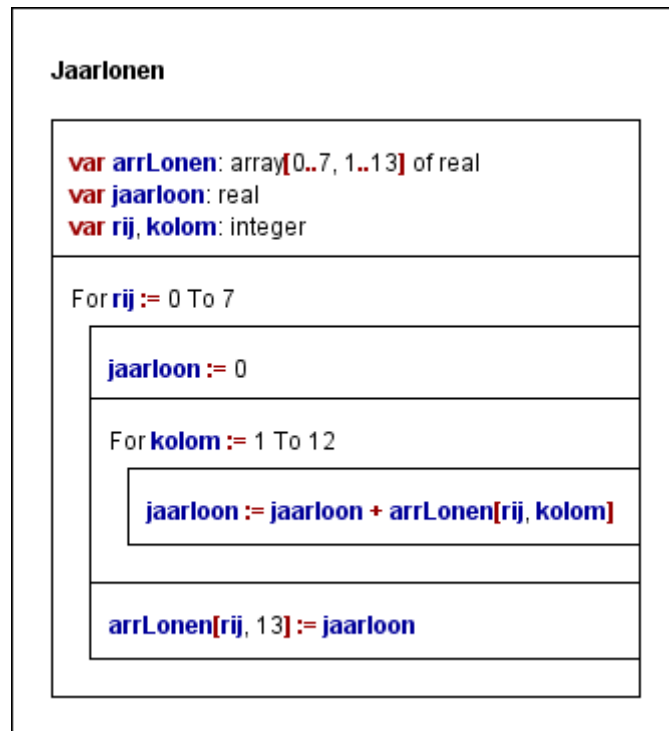 Jaarlonen
var arrLonen: array[0..7, 1..13] of real
var jaarloon: real
var rij, kolom: integer
For rij := 0 To 7
jaarloon := 0
For kolom := 1 To 12
jaarloon := jaarloon + arrLonen[rij, kolom]
arrLonen[rij, 13] := jaarloon